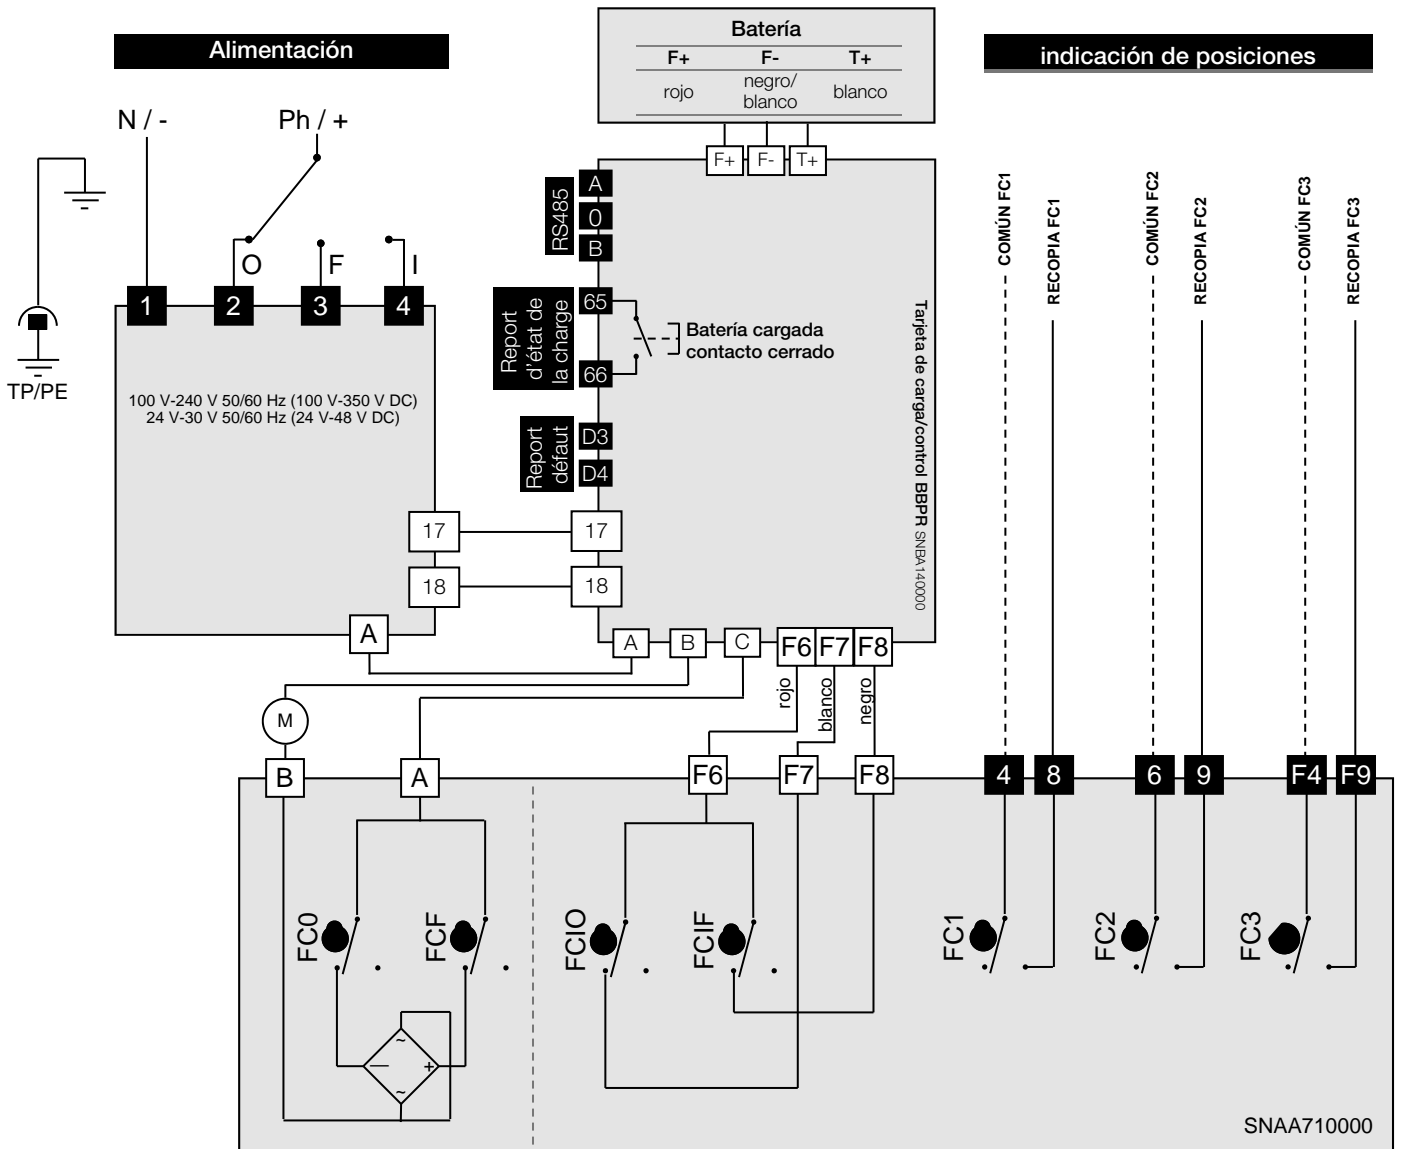 Alimentación
Batería
F+ F- T+
rojo negro/ blanco
blanco
indicación de posiciones
N / -
Ph / +
F+ F- T+
RS485
A
0
B
COMÚN FC1
RECOPIA FC1
COMÚN FC2
RECOPIA FC2
COMÚN FC3
RECOPIA FC3
O F I
1 2 3 4
TP/PE
100 V-240 V 50/60 Hz (100 V-350 V DC)
24 V-30 V 50/60 Hz (24 V-48 V DC)
Report
d'état de
la charge
65
66
Batería cargada
contacto cerrado
Report
défaut
D3
D4
Tarjeta de carga/control BBPR SNBA140000
17 17
18 18
A
A B C F6 F7 F8
rojo
blanco
negro
M
B A F6 F7 F8 4 8 6 9 F4 F9
FC0
FCF
FCIO
FCIF
FC1
FC2
FC3
~
— +
~
SNAA710000